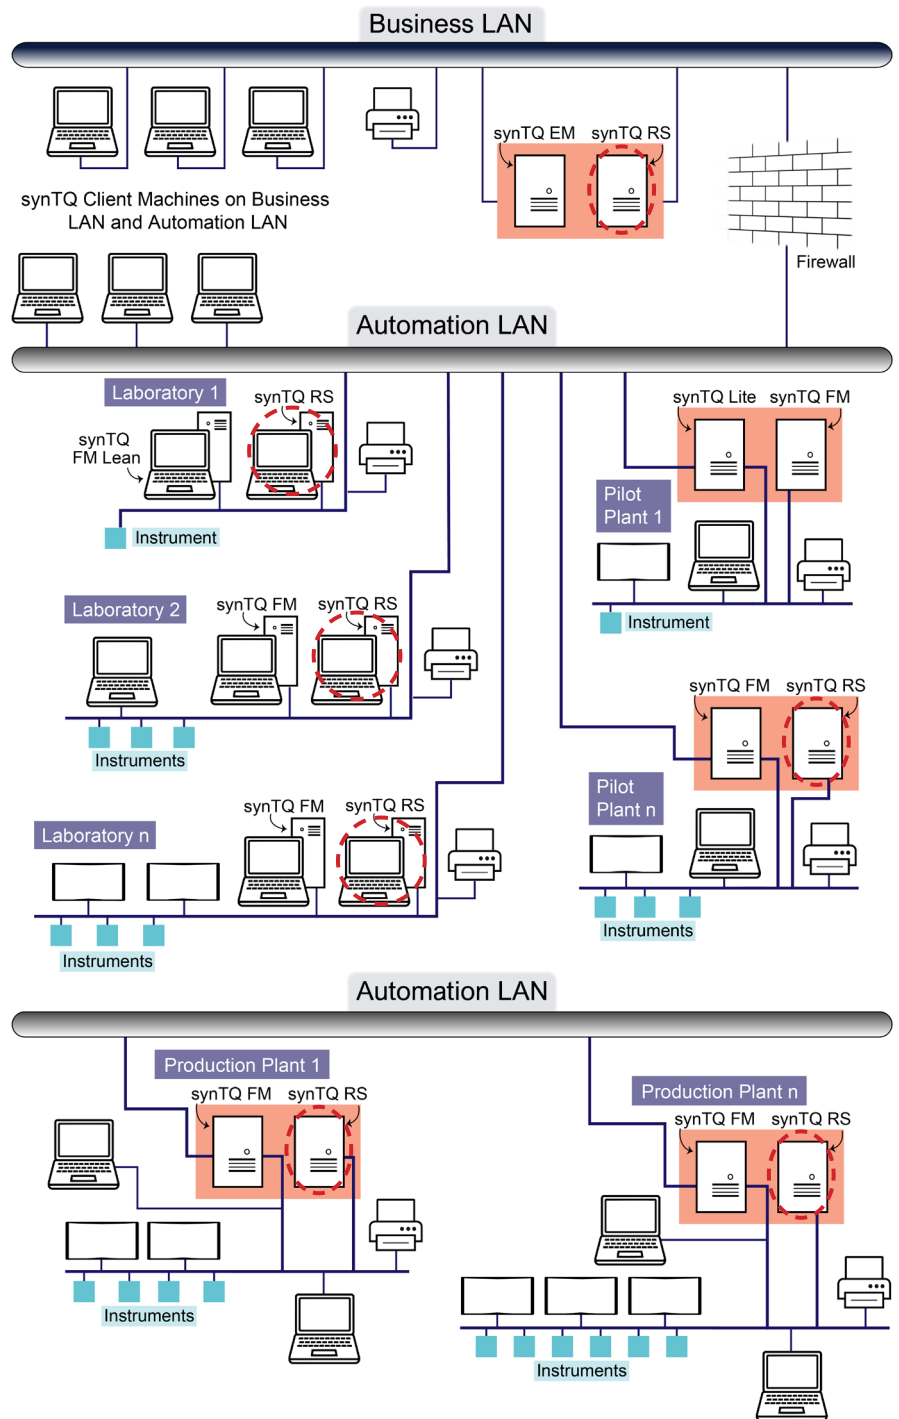 Business LAN
synTQ EM
synTQ RS
synTQ Client Machines on Business
LAN and Automation LAN
Firewall
Automation LAN
Laboratory 1
synTQ RS
synTQ
FM Lean
Instrument
synTQ Lite
synTQ FM
Pilot
Plant 1
Instrument
Laboratory 2
synTQ FM
synTQ RS
Instruments
synTQ FM
synTQ RS
Pilot
Plant n
Instruments
Laboratory n
synTQ FM
synTQ RS
Instruments
Automation LAN
Production Plant 1
synTQ FM
synTQ RS
Instruments
Production Plant n
synTQ FM
synTQ RS
Instruments